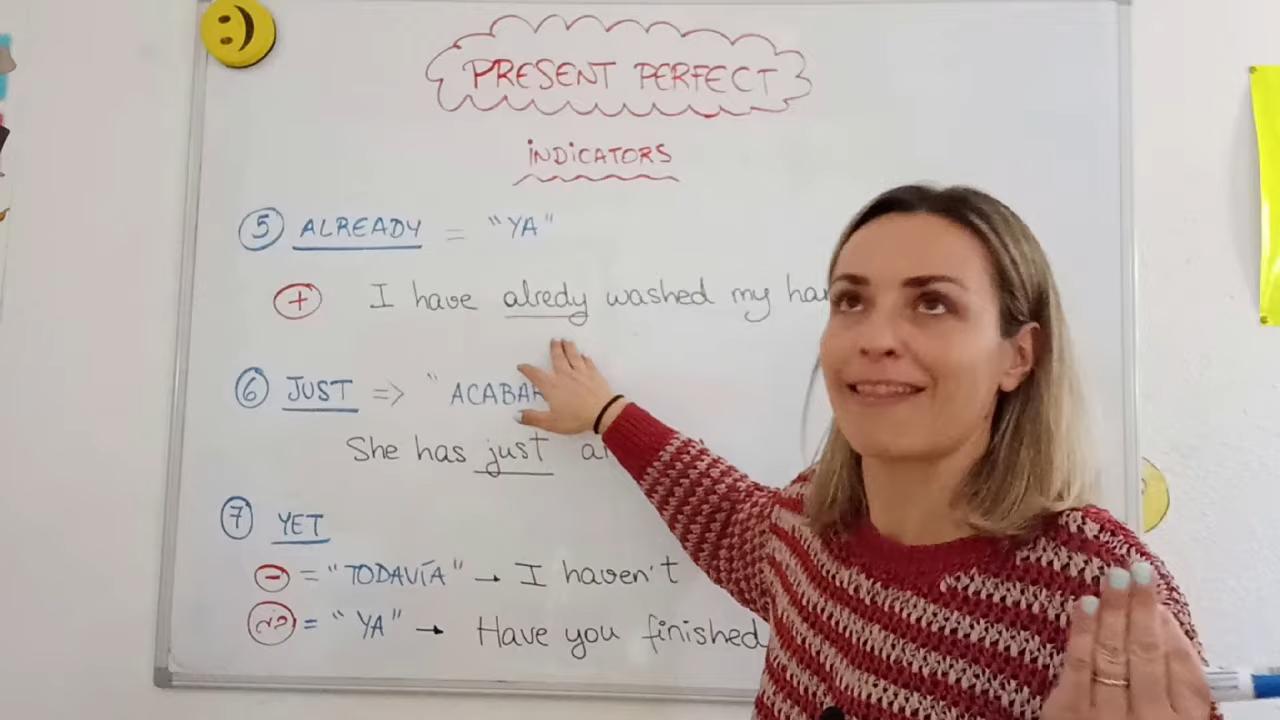 PRESENT PERFECT
INDICATORS
5 ALREADY = "YA"
+ I have alredy washed my
6 JUST => "ACABAR
She has just
7 YET
- = "TODAVÍA" → I haven't
¿? = "YA" → Have you finished